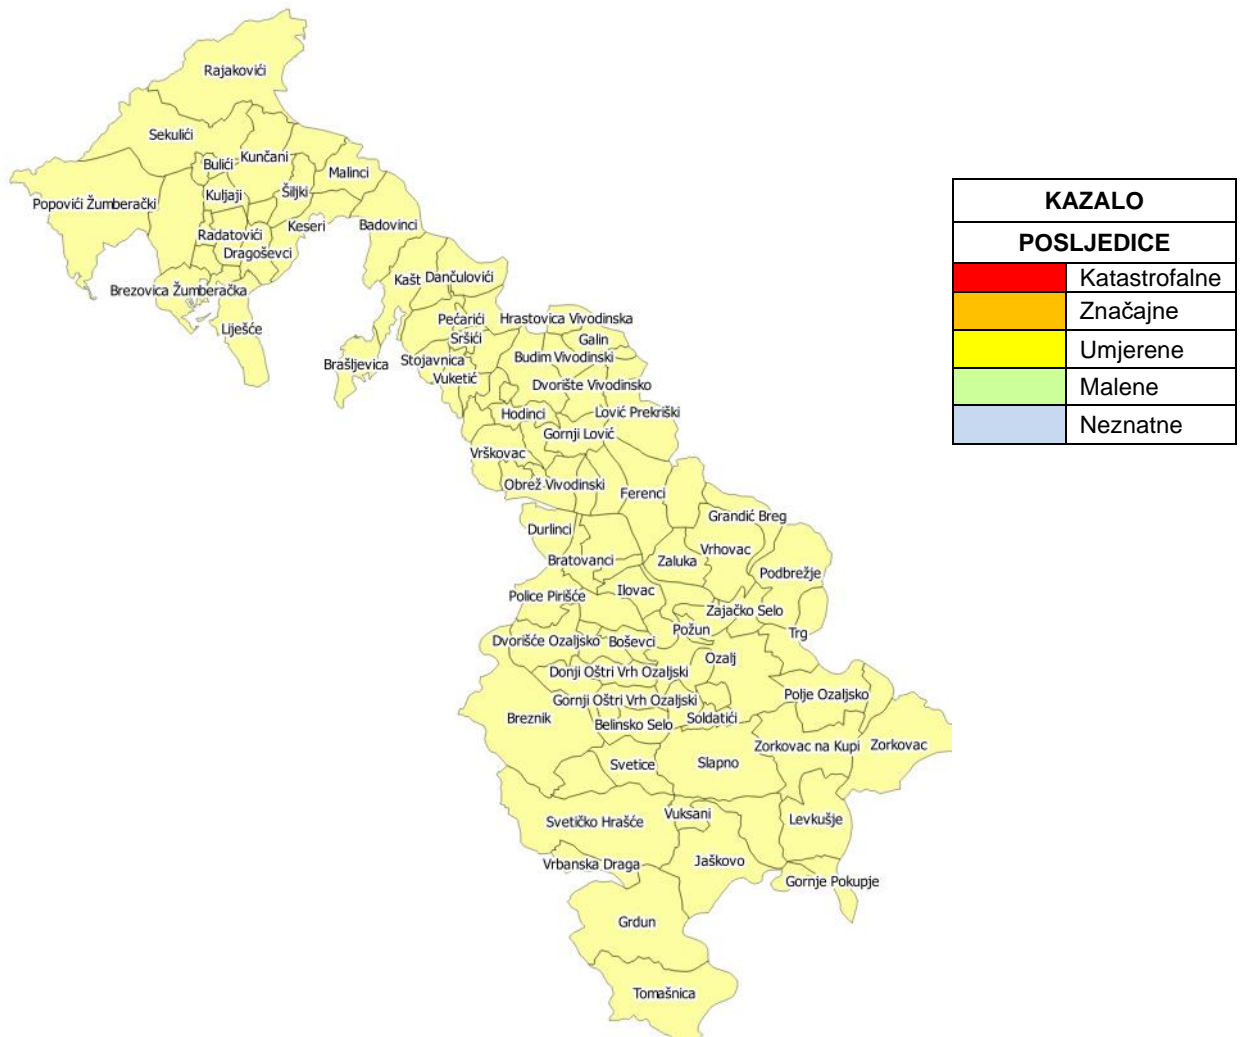 Rajakovići
Sekulići
Bulići
Kunčani
Malinci
Popovići Žumberački
Kuljaji
Šiljki
Radatovići
Keseri
Badovinci
Dragoševci
Brezovica Žumberačka
Kašt
Dančulovići
Liješće
Pećarići
Hrastovica Vivodinska
Sršići
Galin
Brašljevica
Stojavnica
Budim Vivodinski
Vuketić
Dvorište Vivodinsko
Hodinci
Lović Prekriški
Gornji Lović
Vrškovac
Obrež Vivodinski
Ferenci
Durlinci
Grandić Breg
Bratovanci
Zaluka
Vrhovac
Podbrežje
Police Pirišće
Ilovac
Zajačko Selo
Požun
Trg
Dvorišće Ozaljsko
Boševci
Ozalj
Donji Oštri Vrh Ozaljski
Polje Ozaljsko
Gornji Oštri Vrh Ozaljski
Breznik
Belinsko Selo
Soldatići
Zorkovac na Kupi
Zorkovac
Svetice
Slapno
Svetičko Hrašće
Vuksani
Levkušje
Vrbanska Draga
Jaškovo
Gornje Pokupje
Grdun
Tomašnica
KAZALO
POSLJEDICE
Katastrofalne
Značajne
Umjerene
Malene
Neznatne